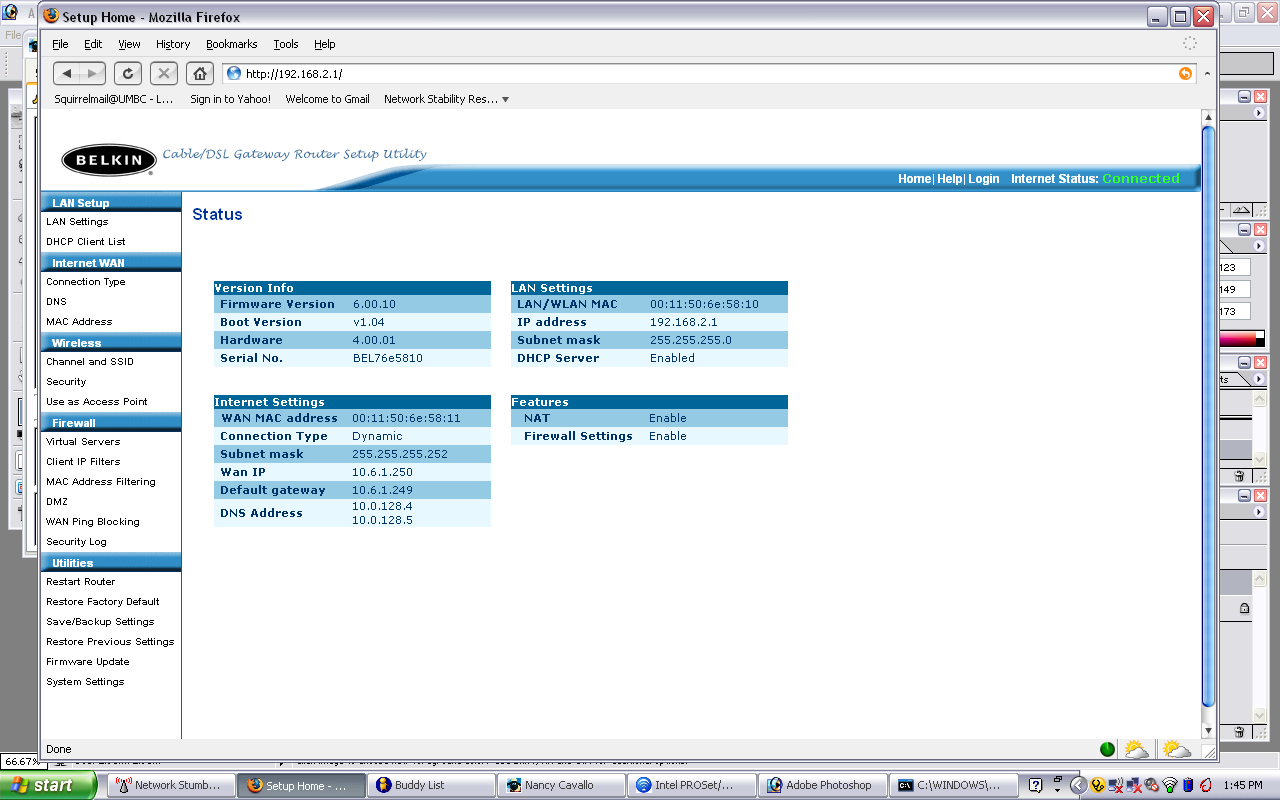 Setup Home - Mozilla Firefox
File Edit View History Bookmarks Tools Help
http://192.168.2.1/
Squirrelmail@UMBC - L... Sign in to Yahoo! Welcome to Gmail Network Stability Res...
BELKIN Cable/DSL Gateway Router Setup Utility
Home| Help| Login Internet Status: Connected
LAN Setup
LAN Settings
DHCP Client List
Internet WAN
Connection Type
DNS
MAC Address
Wireless
Channel and SSID
Security
Use as Access Point
Firewall
Virtual Servers
Client IP Filters
MAC Address Filtering
DMZ
WAN Ping Blocking
Security Log
Utilities
Restart Router
Restore Factory Default
Save/Backup Settings
Restore Previous Settings
Firmware Update
System Settings
Status
Version Info
Firmware Version 6.00.10
Boot Version v1.04
Hardware 4.00.01
Serial No. BEL76e5810
LAN Settings
LAN/WLAN MAC 00:11:50:6e:58:10
IP address 192.168.2.1
Subnet mask 255.255.255.0
DHCP Server Enabled
Internet Settings
WAN MAC address 00:11:50:6e:58:11
Connection Type Dynamic
Subnet mask 255.255.255.252
Wan IP 10.6.1.250
Default gateway 10.6.1.249
DNS Address 10.0.128.4
10.0.128.5
Features
NAT Enable
Firewall Settings Enable
123
149
173
Done
66.67%
start Network Stumb... Setup Home - ... Buddy List Nancy Cavallo Intel PROSet/... Adobe Photoshop C:\WINDOWS\... 1:45 PM